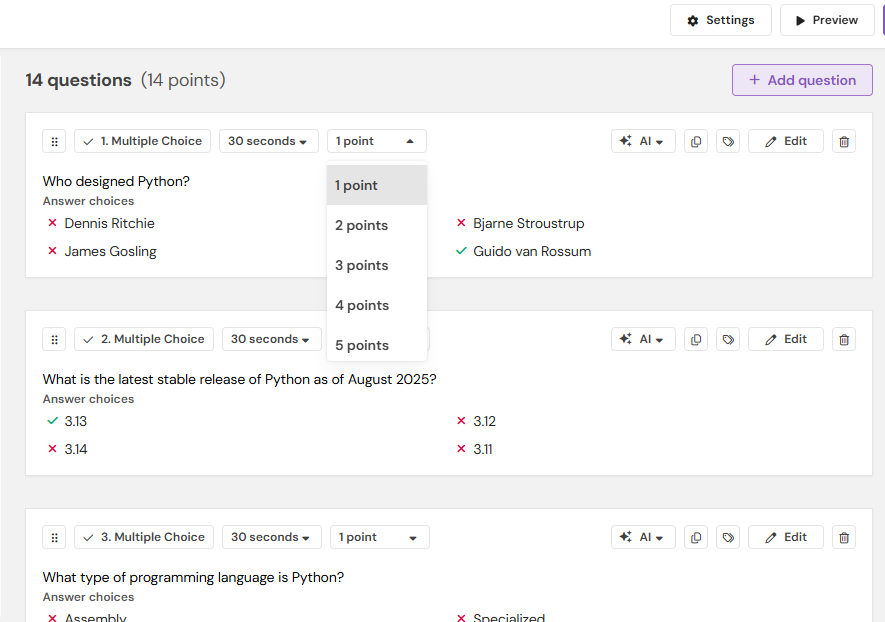 Settings Preview
14 questions (14 points) + Add question
1. Multiple Choice 30 seconds 1 point AI Edit
1 point
2 points
3 points
4 points
5 points
Who designed Python?
Answer choices
Dennis Ritchie Bjarne Stroustrup
James Gosling Guido van Rossum
2. Multiple Choice 30 seconds AI Edit
What is the latest stable release of Python as of August 2025?
Answer choices
3.13 3.12
3.14 3.11
3. Multiple Choice 30 seconds 1 point AI Edit
What type of programming language is Python?
Answer choices
Assembly Specialized